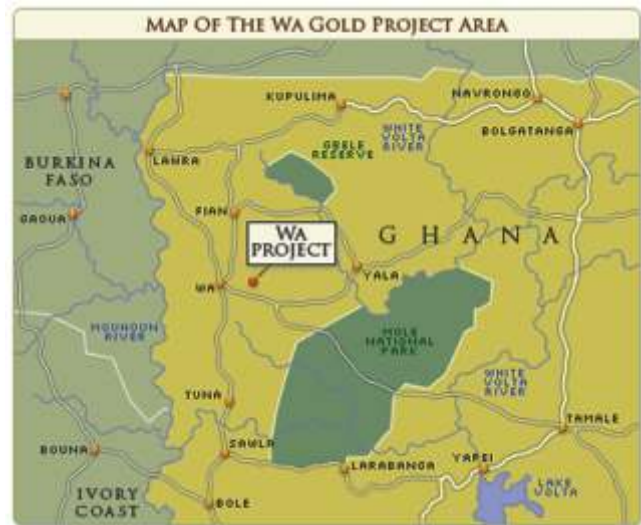 MAP OF THE WA GOLD PROJECT AREA
KUPULIMA
NAVRONGO
WHITE
VOLTA
RIVER
BOLGATANGA
LAWRA
GBELE
RESERVE
BURKINA
FASO
GAOUA
FIAN
WA
PROJECT
GHANA
YALA
WA
MOUHOUN
RIVER
MOLE
NATIONAL
PARK
WHITE
VOLTA
RIVER
TUNA
TAMALE
BOUNA
SAWLA
LARABANGA
YAPEI
IVORY
COAST
BOLE
LAKE
VOLTA